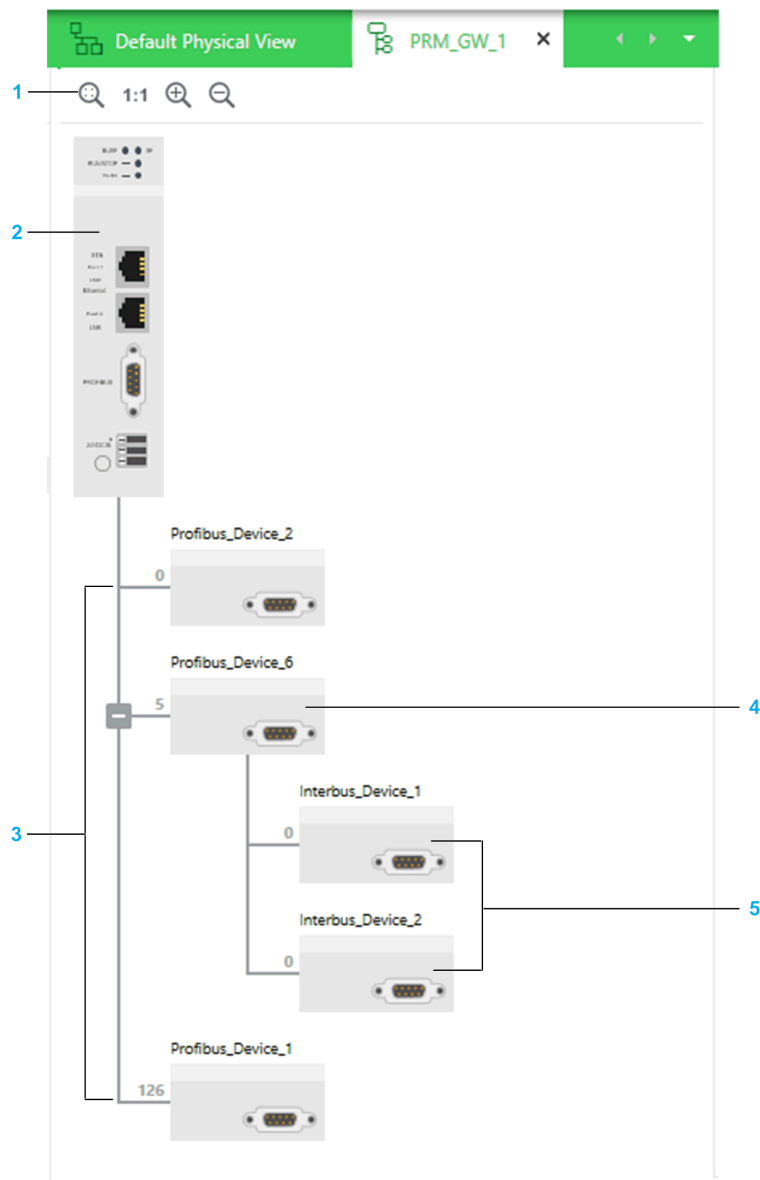 Default Physical View
PRM_GW_1
1
1:1
2
PROFIBUS
Profibus_Device_2
0
Profibus_Device_6
5
4
Interbus_Device_1
3
0
5
Interbus_Device_2
0
Profibus_Device_1
126